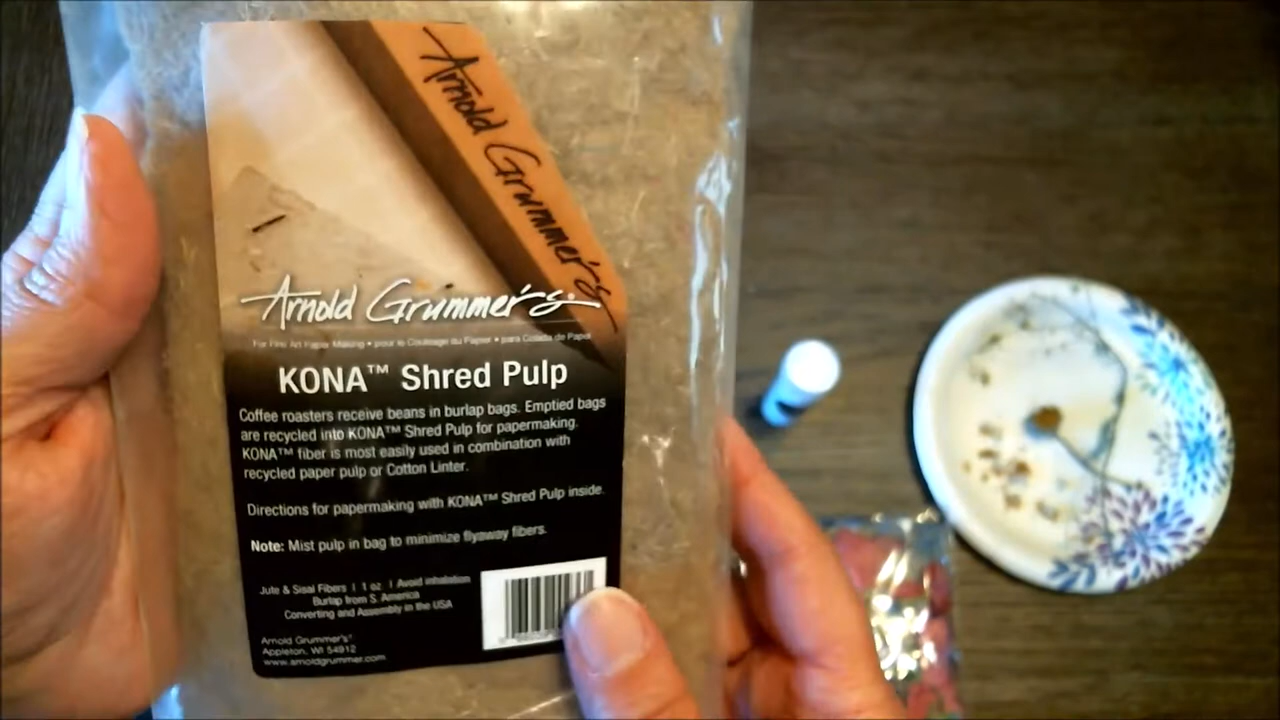 Arnold Grummer's
Arnold Grummer's®
For Fine Art Paper Making • pour le Couleage du Papier • para Colada de Papel
KONA™ Shred Pulp
Coffee roasters receive beans in burlap bags. Emptied bags
are recycled into KONA™ Shred Pulp for papermaking.
KONA™ fiber is most easily used in combination with
recycled paper pulp or Cotton Linter.
Directions for papermaking with KONA™ Shred Pulp inside.
Note: Mist pulp in bag to minimize flyaway fibers.
Jute & Sisal Fibers | 1 oz | Avoid inhalation
Burlap from S. America
Converting and Assembly in the USA
Arnold Grummer's®
Appleton, WI 54912
www.arnoldgrummer.com